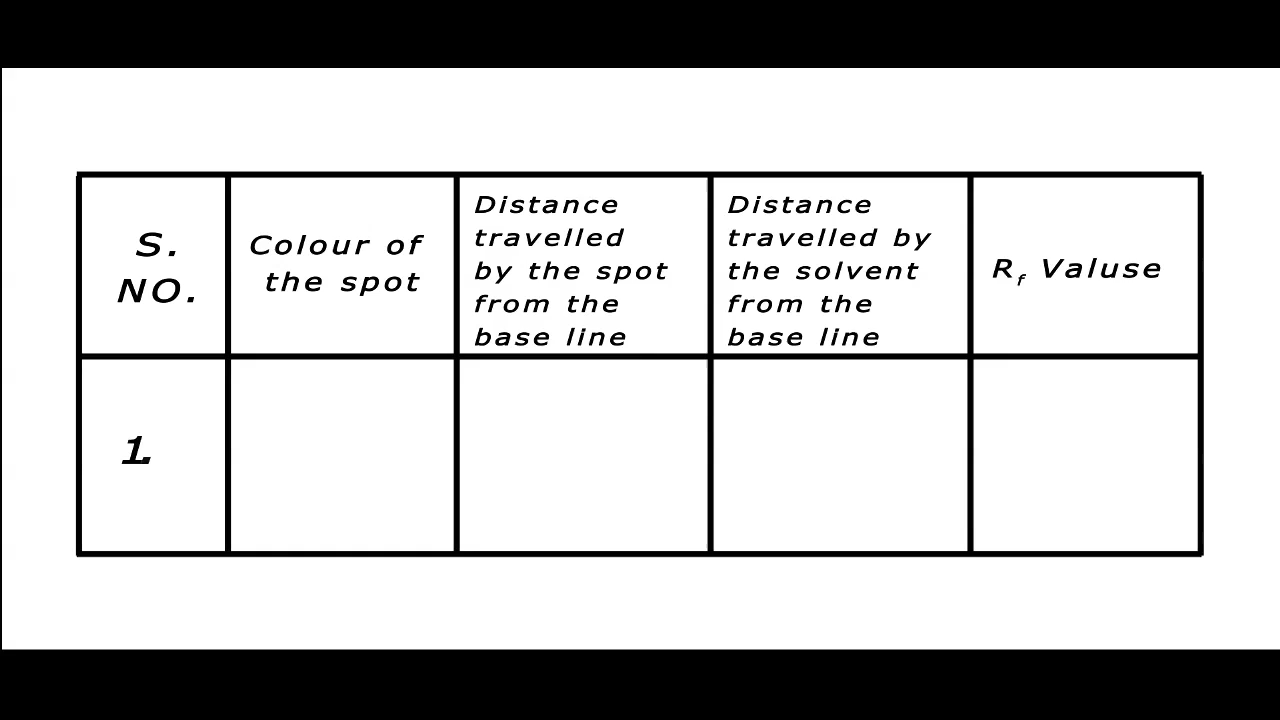 S.
NO.
Colour of
the spot
Distance
travelled
by the spot
from the
base line
Distance
travelled by
the solvent
from the
base line
Rf Valuse
1.